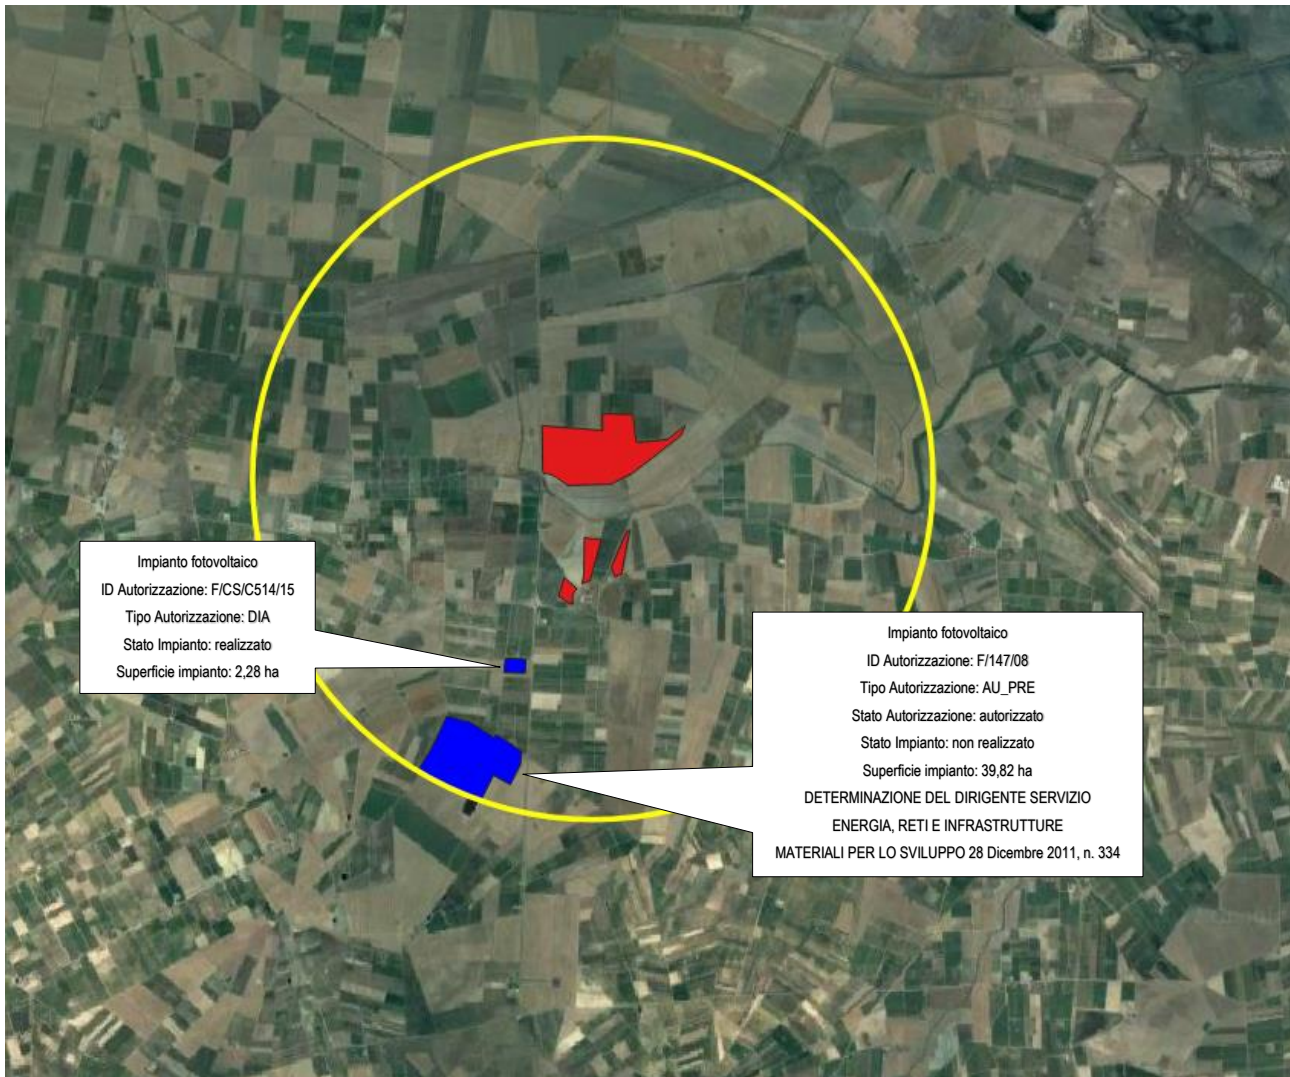 Impianto fotovoltaico
ID Autorizzazione: F/CS/C514/15
Tipo Autorizzazione: DIA
Stato Impianto: realizzato
Superficie impianto: 2,28 ha
Impianto fotovoltaico
ID Autorizzazione: F/147/08
Tipo Autorizzazione: AU_PRE
Stato Autorizzazione: autorizzato
Stato Impianto: non realizzato
Superficie impianto: 39,82 ha
DETERMINAZIONE DEL DIRIGENTE SERVIZIO
ENERGIA, RETI E INFRASTRUTTURE
MATERIALI PER LO SVILUPPO 28 Dicembre 2011, n. 334